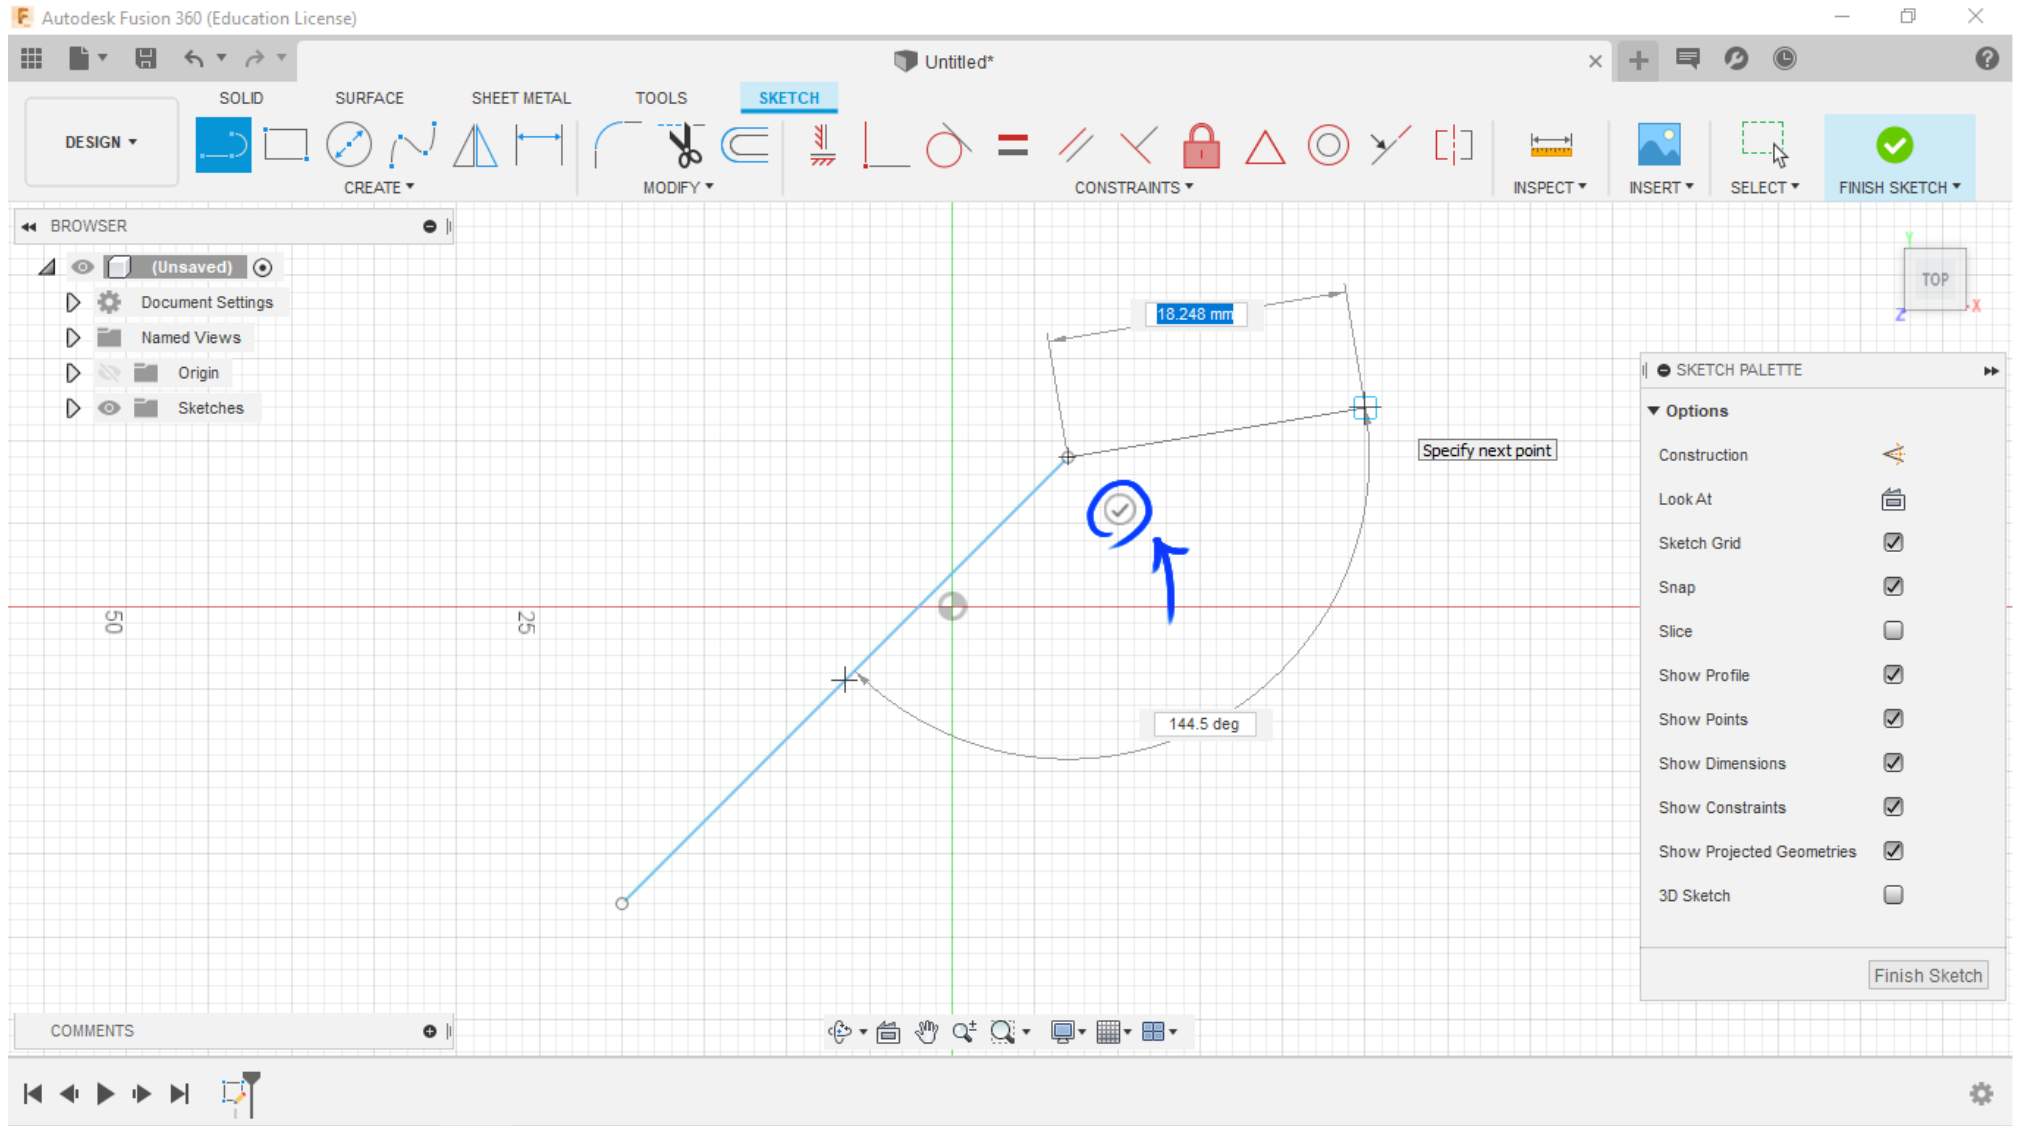 Autodesk Fusion 360 (Education License)
Untitled*
SOLID SURFACE SHEET METAL TOOLS SKETCH
DESIGN
CREATE MODIFY CONSTRAINTS INSPECT INSERT SELECT FINISH SKETCH
BROWSER
(Unsaved)
Document Settings
Named Views
Origin
Sketches
Y
TOP
X
Z
18.248 mm
Specify next point
50
25
144.5 deg
SKETCH PALETTE
Options
Construction
Look At
Sketch Grid
Snap
Slice
Show Profile
Show Points
Show Dimensions
Show Constraints
Show Projected Geometries
3D Sketch
Finish Sketch
COMMENTS